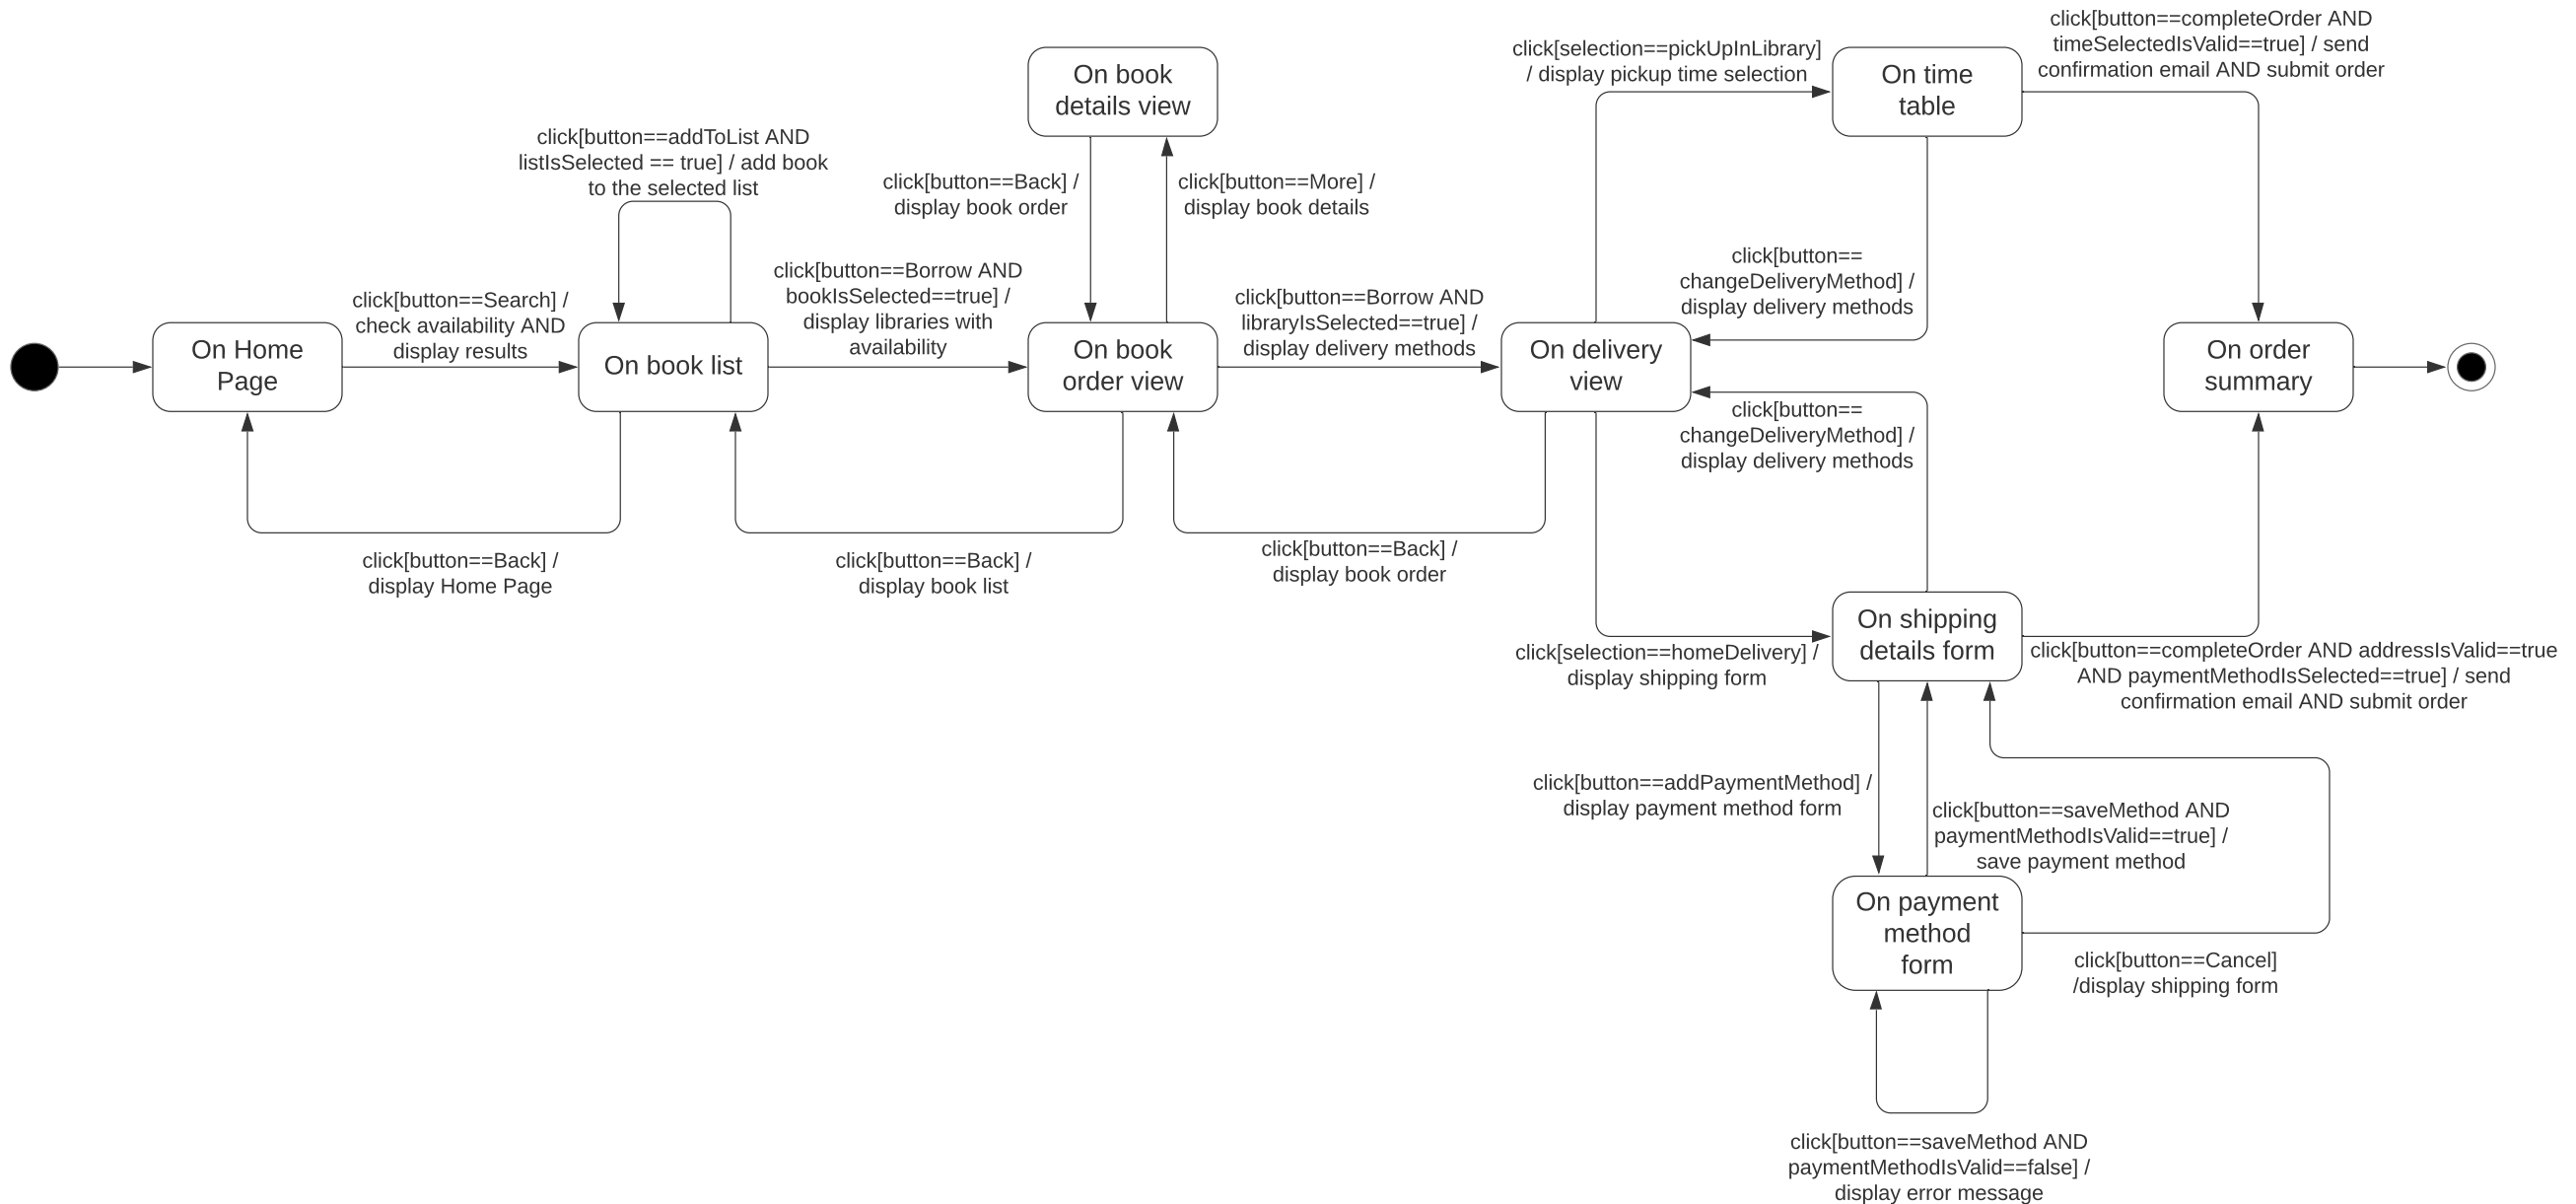 click[button==completeOrder AND
timeSelectedIsValid==true] / send
confirmation email AND submit order
click[selection==pickUpInLibrary]
/ display pickup time selection
On time
table
On book
details view
click[button==addToList AND
listIsSelected == true] / add book
to the selected list
click[button==Back] /
display book order
click[button==More] /
display book details
click[button==
changeDeliveryMethod] /
display delivery methods
click[button==Search] /
check availability AND
display results
click[button==Borrow AND
bookIsSelected==true] /
display libraries with
availability
click[button==Borrow AND
libraryIsSelected==true] /
display delivery methods
On Home
Page
On book list
On book
order view
On delivery
view
On order
summary
click[button==
changeDeliveryMethod] /
display delivery methods
click[button==Back] /
display Home Page
click[button==Back] /
display book list
click[button==Back] /
display book order
On shipping
details form
click[selection==homeDelivery] /
display shipping form
click[button==completeOrder AND addressIsValid==true
AND paymentMethodIsSelected==true] / send
confirmation email AND submit order
click[button==addPaymentMethod] /
display payment method form
click[button==saveMethod AND
paymentMethodIsValid==true] /
save payment method
On payment
method
form
click[button==Cancel]
/display shipping form
click[button==saveMethod AND
paymentMethodIsValid==false] /
display error message